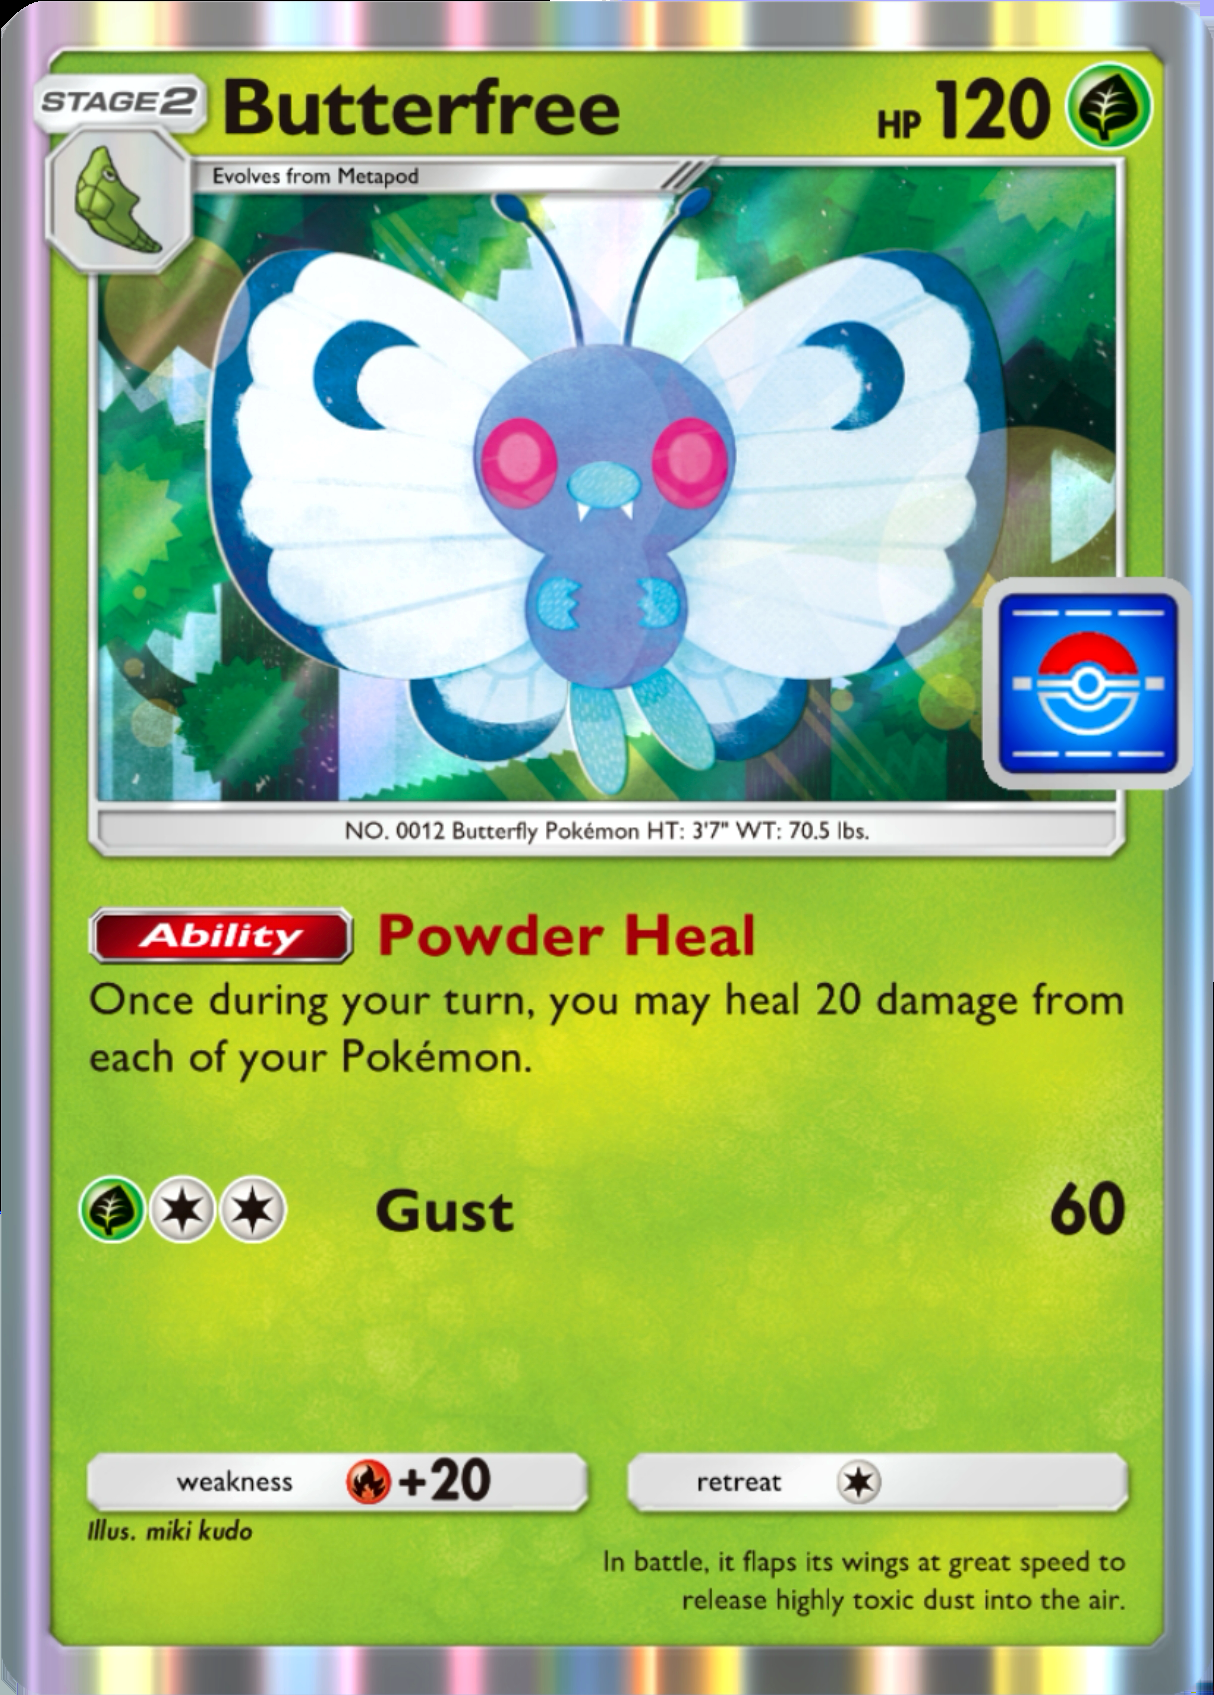 STAGE2
Butterfree
HP 120
Evolves from Metapod
NO. 0012 Butterfly Pokémon HT: 3'7" WT: 70.5 lbs.
Ability Powder Heal
Once during your turn, you may heal 20 damage from
each of your Pokémon.
Gust 60
weakness +20
retreat
Illus. miki kudo
In battle, it flaps its wings at great speed to
release highly toxic dust into the air.